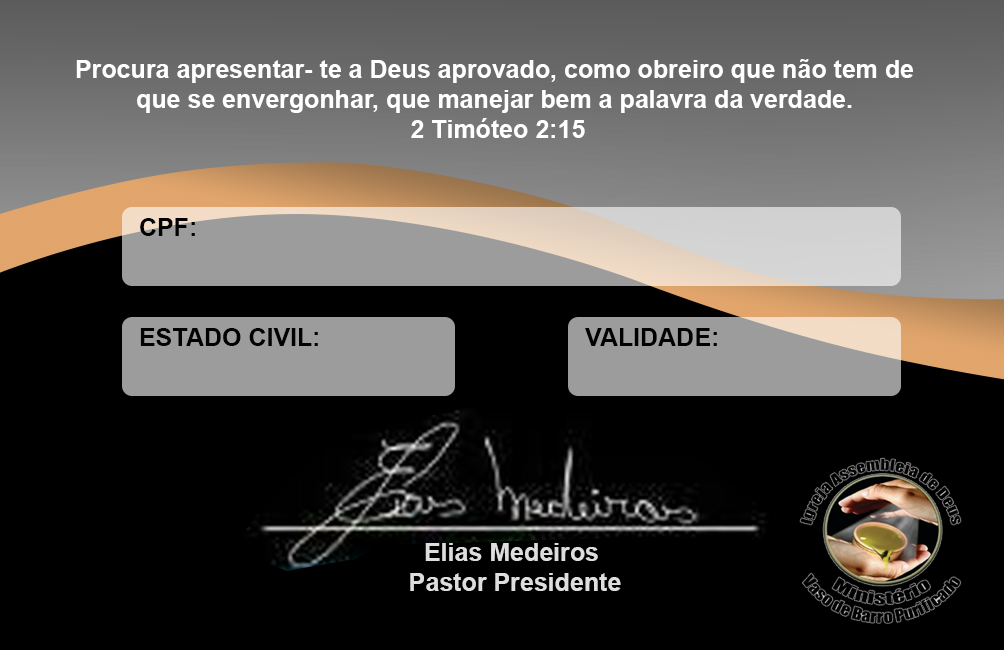 Procura apresentar- te a Deus aprovado, como obreiro que não tem de
que se envergonhar, que manejar bem a palavra da verdade.
2 Timóteo 2:15
CPF:
ESTADO CIVIL:
VALIDADE:
Elias Medeiros
Elias Medeiros
Pastor Presidente
Igreja Assembleia de Deus
Ministério
Vaso de Barro Purificado